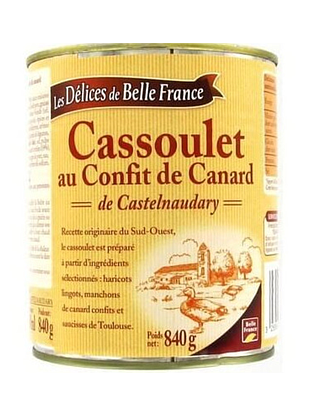 Les Délices de Belle France
Cassoulet
au Confit de Canard
de Castelnaudary
Recette originaire du Sud-Ouest,
le cassoulet est préparé
à partir d'ingrédients
sélectionnés : haricots
lingots, manchons
de canard confits et
saucisses de Toulouse.
Poids
net: 840g
Belle
France
840g